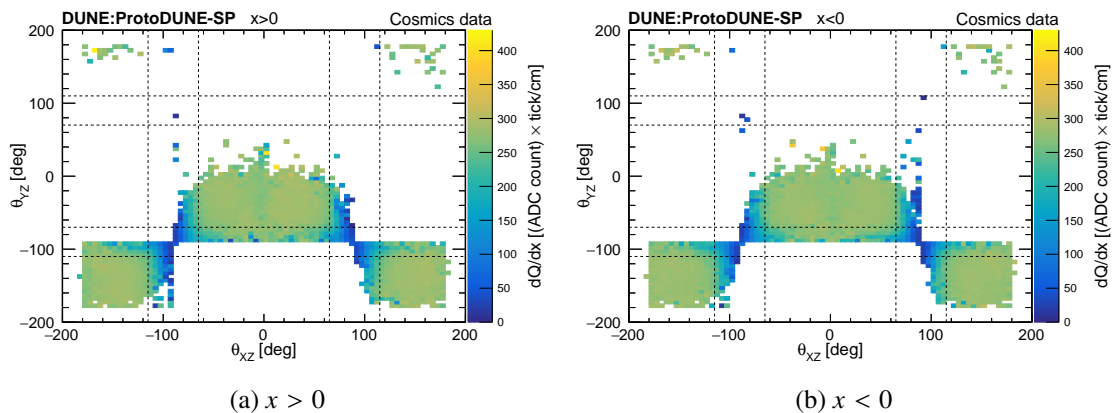 DUNE:ProtoDUNE-SP x>0 Cosmics data
200
100
0
−100
−200
−200 −100 0 100 200
θYZ [deg]
θXZ [deg]
400
350
300
250
200
150
100
50
0
dQ/dx [(ADC count) × tick/cm]
(a) x > 0
DUNE:ProtoDUNE-SP x<0 Cosmics data
200
100
0
−100
−200
−200 −100 0 100 200
θYZ [deg]
θXZ [deg]
400
350
300
250
200
150
100
50
0
dQ/dx [(ADC count) × tick/cm]
(b) x < 0